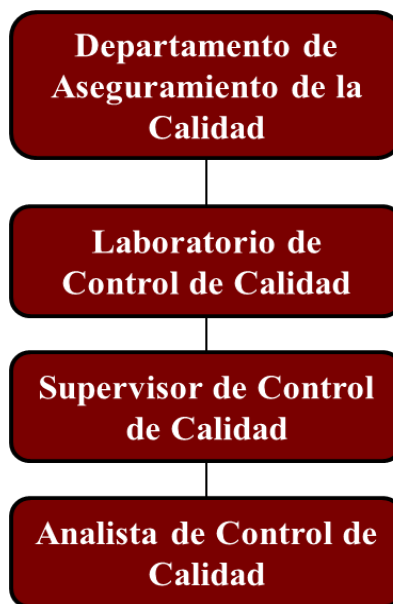 Departamento de
Aseguramiento de la
Calidad
Laboratorio de
Control de Calidad
Supervisor de Control
de Calidad
Analista de Control de
Calidad